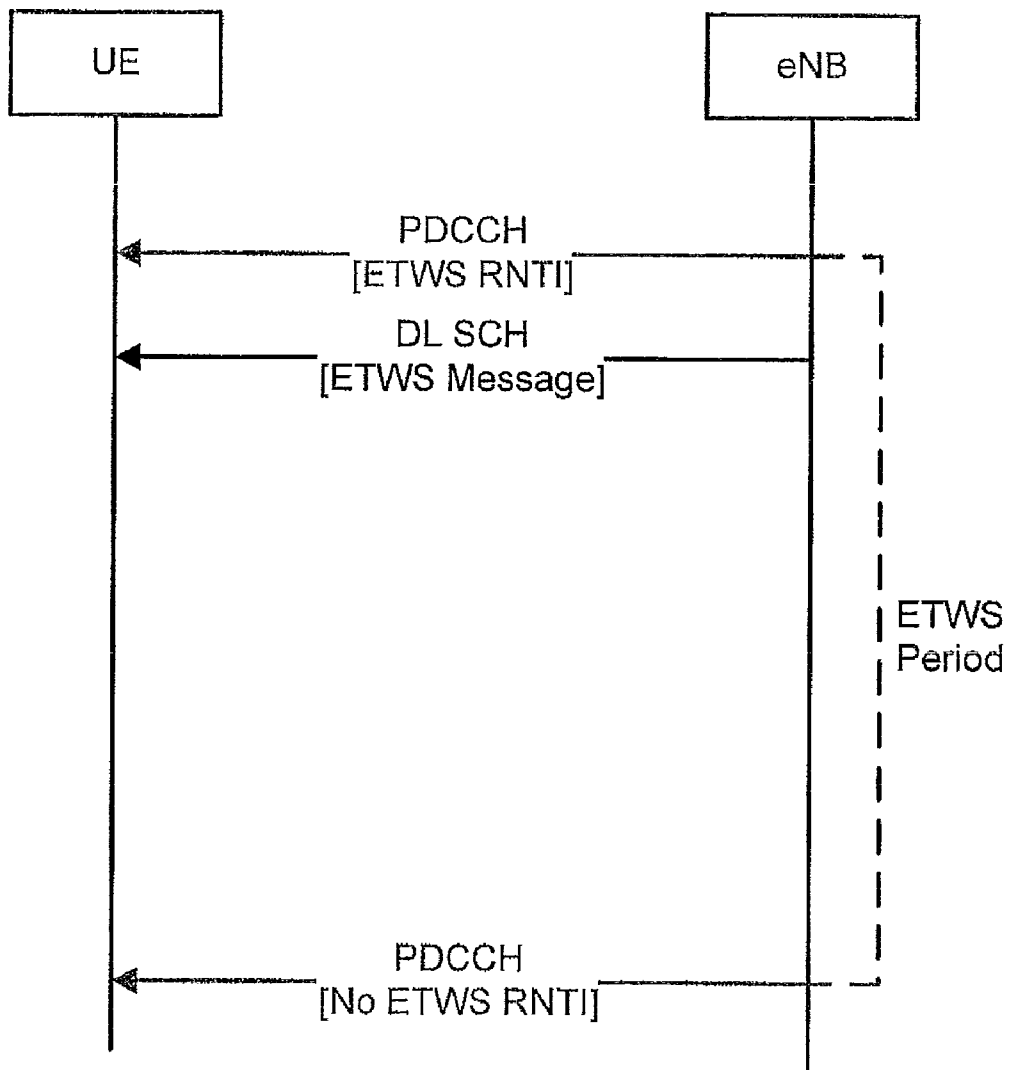 UE
eNB
PDCCH
[ETWS RNTI]
DL SCH
[ETWS Message]
ETWS
Period
PDCCH
[No ETWS RNTI]